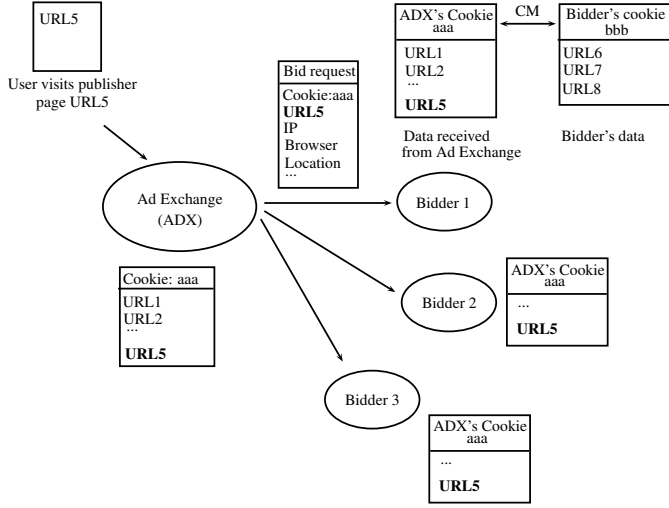 URL5
User visits publisher
page URL5
Bid request
Cookie:aaa
URL5
IP
Browser
Location
...
ADX's Cookie
aaa
URL1
URL2
...
URL5
Data received
from Ad Exchange
CM
Bidder's cookie
bbb
URL6
URL7
URL8
Bidder's data
Ad Exchange
(ADX)
Bidder 1
Cookie: aaa
URL1
URL2
...
URL5
Bidder 2
ADX's Cookie
aaa
...
URL5
Bidder 3
ADX's Cookie
aaa
...
URL5